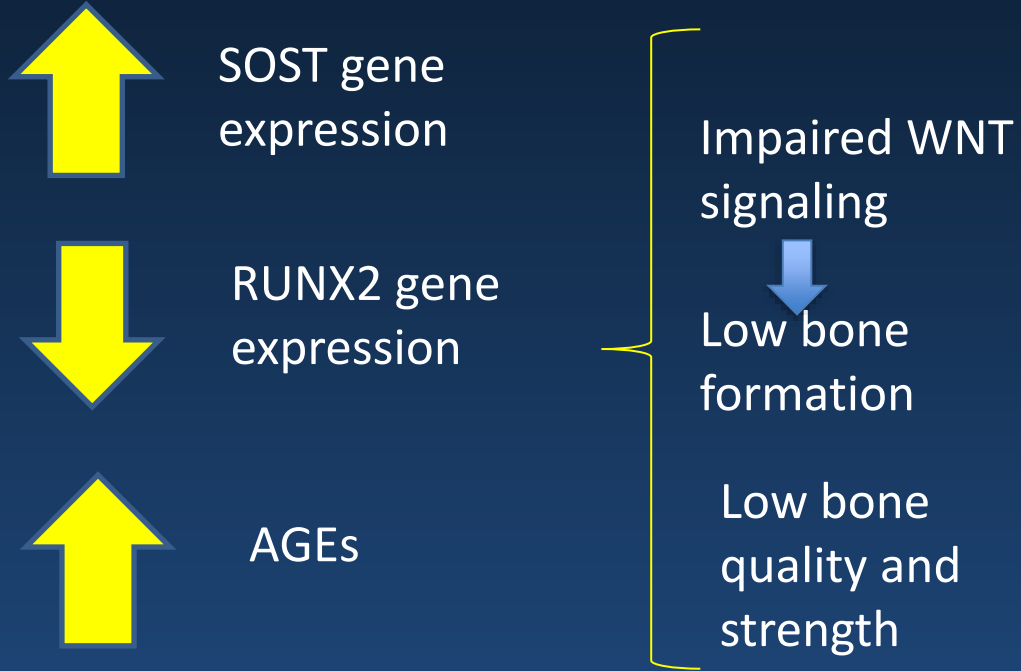 SOST gene
expression
RUNX2 gene
expression
AGEs
Impaired WNT
signaling
Low bone
formation
Low bone
quality and
strength